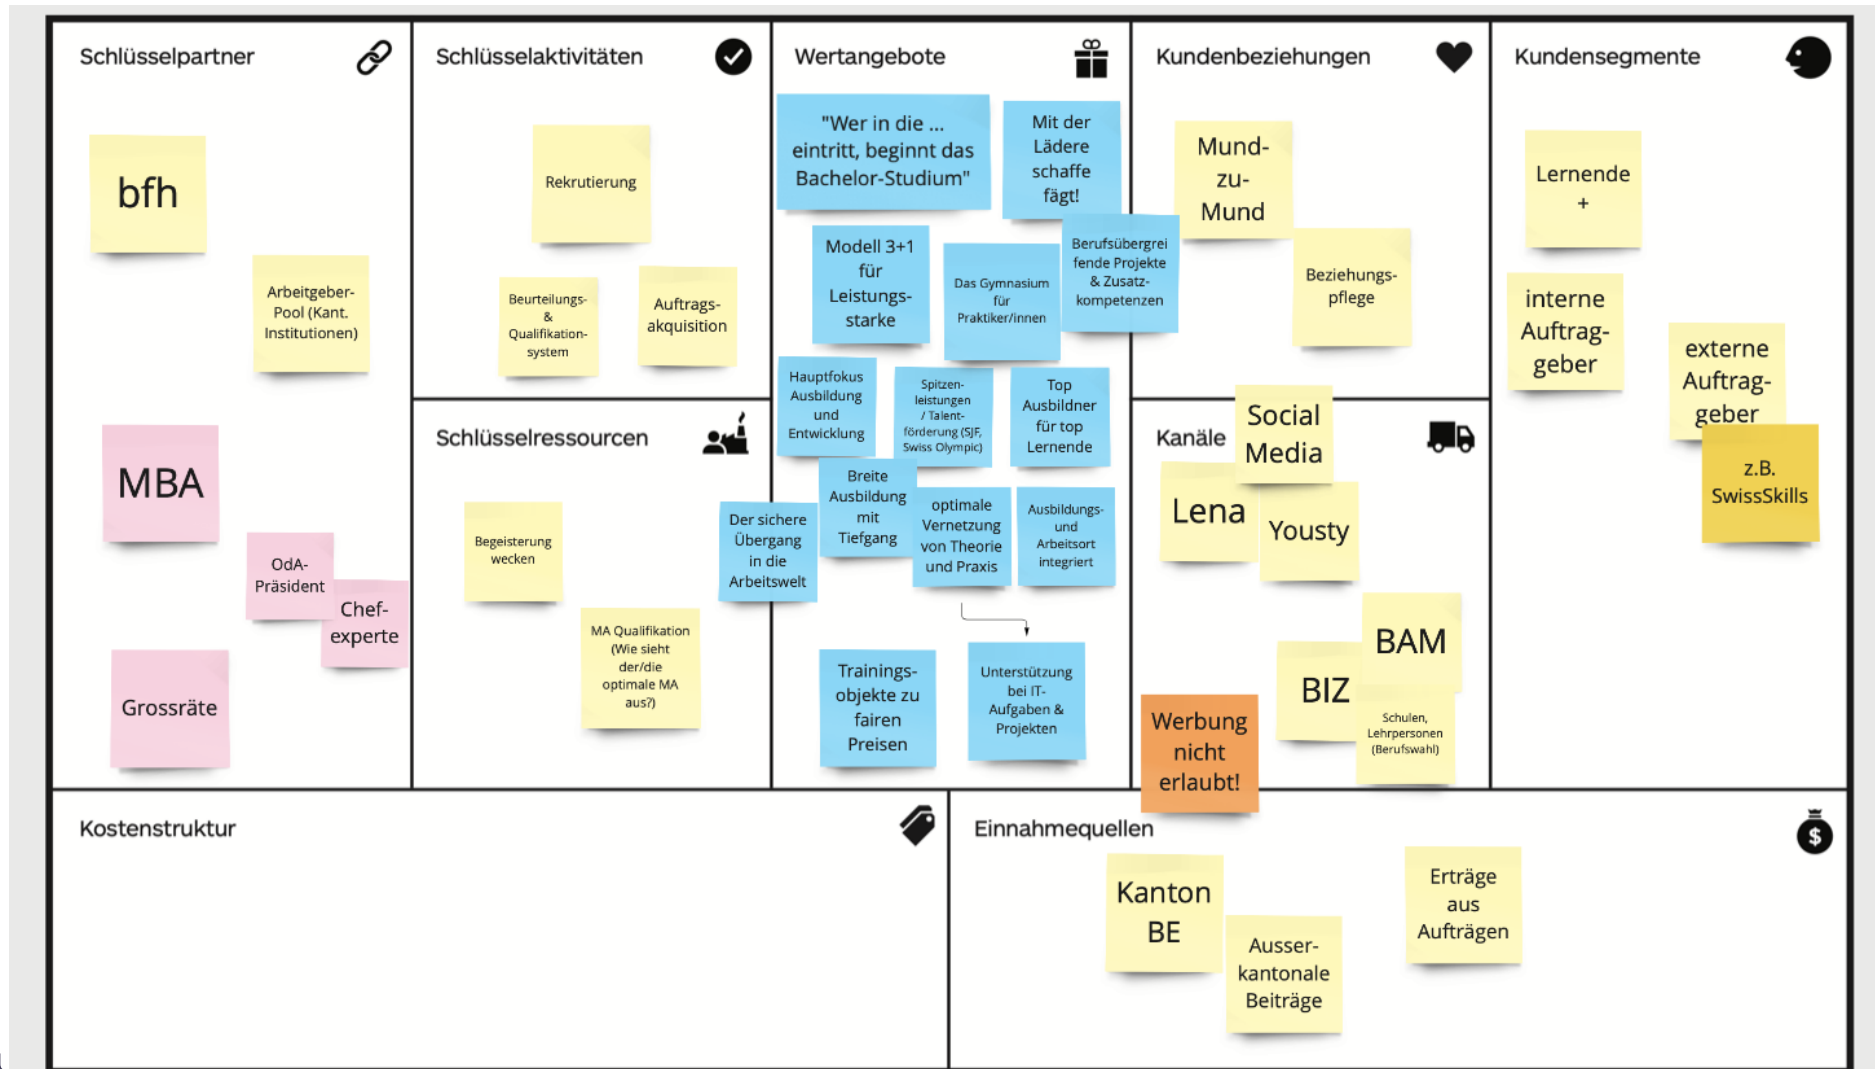 Schlüsselpartner
bfh
Arbeitgeber-
Pool (Kant.
Institutionen)
MBA
OdA-
Präsident
Chef-
experte
Grossräte
Schlüsselaktivitäten
Rekrutierung
Beurteilungs-
&
Qualifikation-
system
Auftrags-
akquisition
Schlüsselressourcen
Begeisterung
wecken
MA Qualifikation
(Wie sieht
der/die
optimale MA
aus?)
Wertangebote
"Wer in die ...
eintritt, beginnt das
Bachelor-Studium"
Mit der
Lädere
schaffe
fägt!
Modell 3+1
für
Leistungs-
starke
Das Gymnasium
für
Praktiker/innen
Berufsübergrei
fende Projekte
& Zusatz-
kompetenzen
Hauptfokus
Ausbildung
und
Entwicklung
Spitzen-
leistungen
/ Talent-
förderung (SJF,
Swiss Olympic)
Top
Ausbildner
für top
Lernende
Der sichere
Übergang
in die
Arbeitswelt
Breite
Ausbildung
mit
Tiefgang
optimale
Vernetzung
von Theorie
und Praxis
Ausbildungs-
und
Arbeitsort
integriert
Trainings-
objekte zu
fairen
Preisen
Unterstützung
bei IT-
Aufgaben &
Projekten
Kundenbeziehungen
Mund-
zu-
Mund
Beziehungs-
pflege
Kanäle
Social
Media
Lena
Yousty
BAM
BIZ
Schulen,
Lehrpersonen
(Berufswahl)
Werbung
nicht
erlaubt!
Kundensegmente
Lernende
+
interne
Auftrag-
geber
externe
Auftrag-
geber
z.B.
SwissSkills
Kostenstruktur
Einnahmequellen
Kanton
BE
Ausser-
kantonale
Beiträge
Erträge
aus
Aufträgen